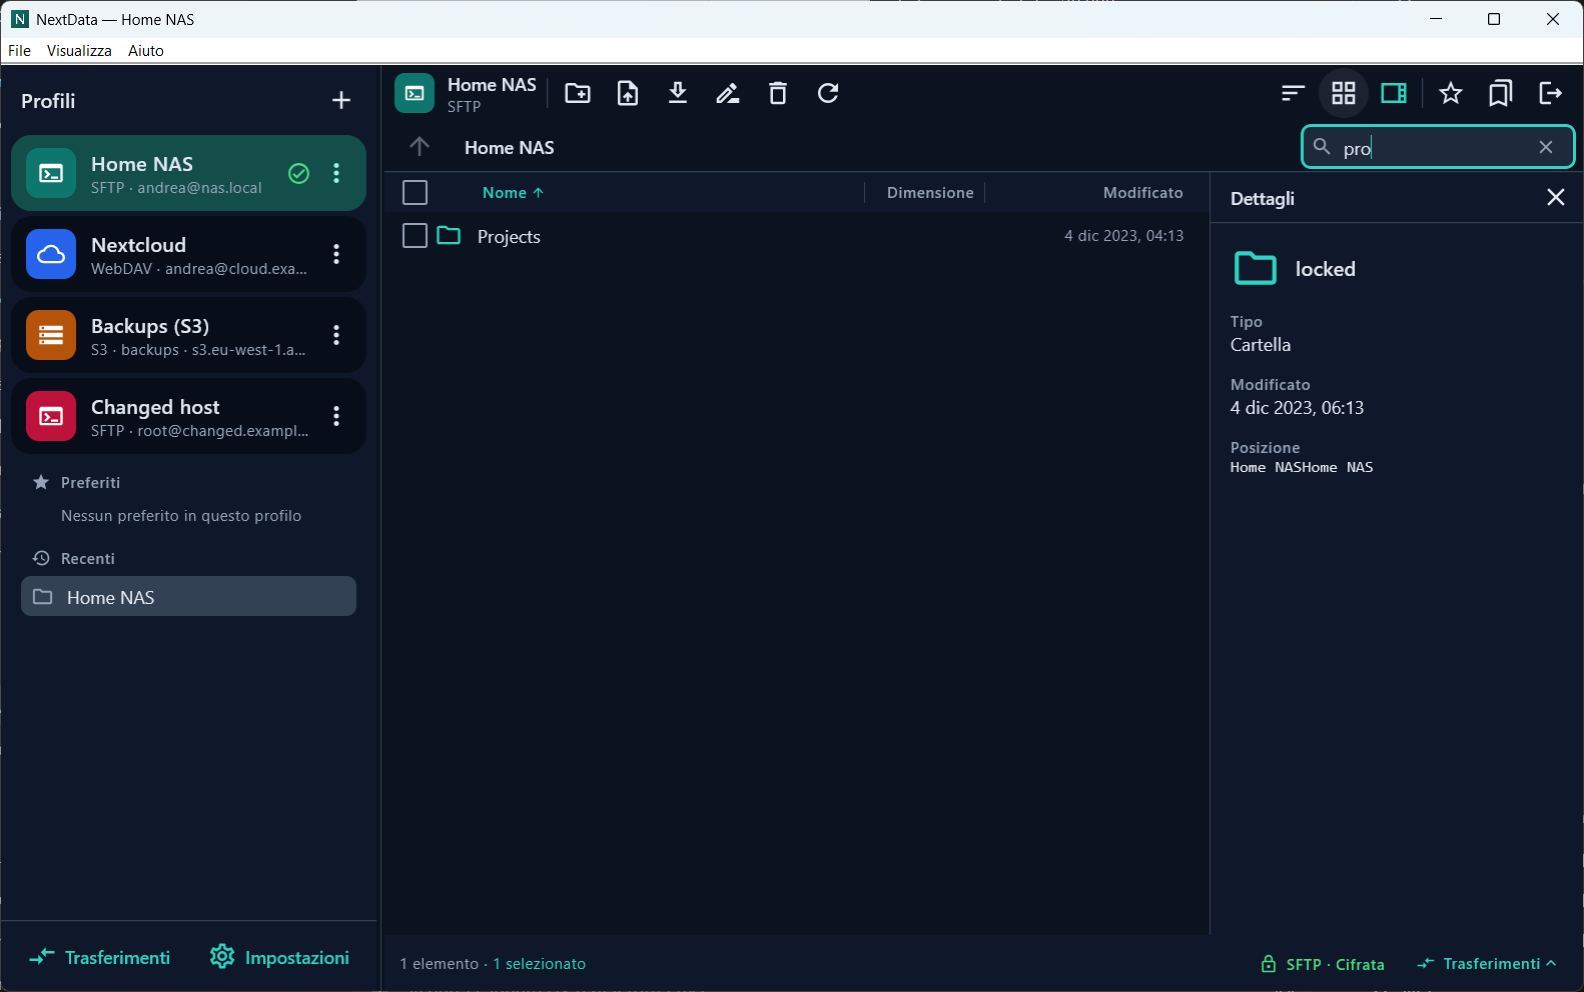 NextData — Home NAS
File Visualizza Aiuto
Profili
Home NAS
SFTP · andrea@nas.local
Nextcloud
WebDAV · andrea@cloud.exa...
Backups (S3)
S3 · backups · s3.eu-west-1.a...
Changed host
SFTP · root@changed.exampl...
Preferiti
Nessun preferito in questo profilo
Recenti
Home NAS
Trasferimenti Impostazioni
Home NAS
SFTP
Home NAS
pro
Nome Dimensione Modificato
Projects 4 dic 2023, 04:13
Dettagli
locked
Tipo
Cartella
Modificato
4 dic 2023, 06:13
Posizione
Home NASHome NAS
1 elemento · 1 selezionato
SFTP · Cifrata Trasferimenti